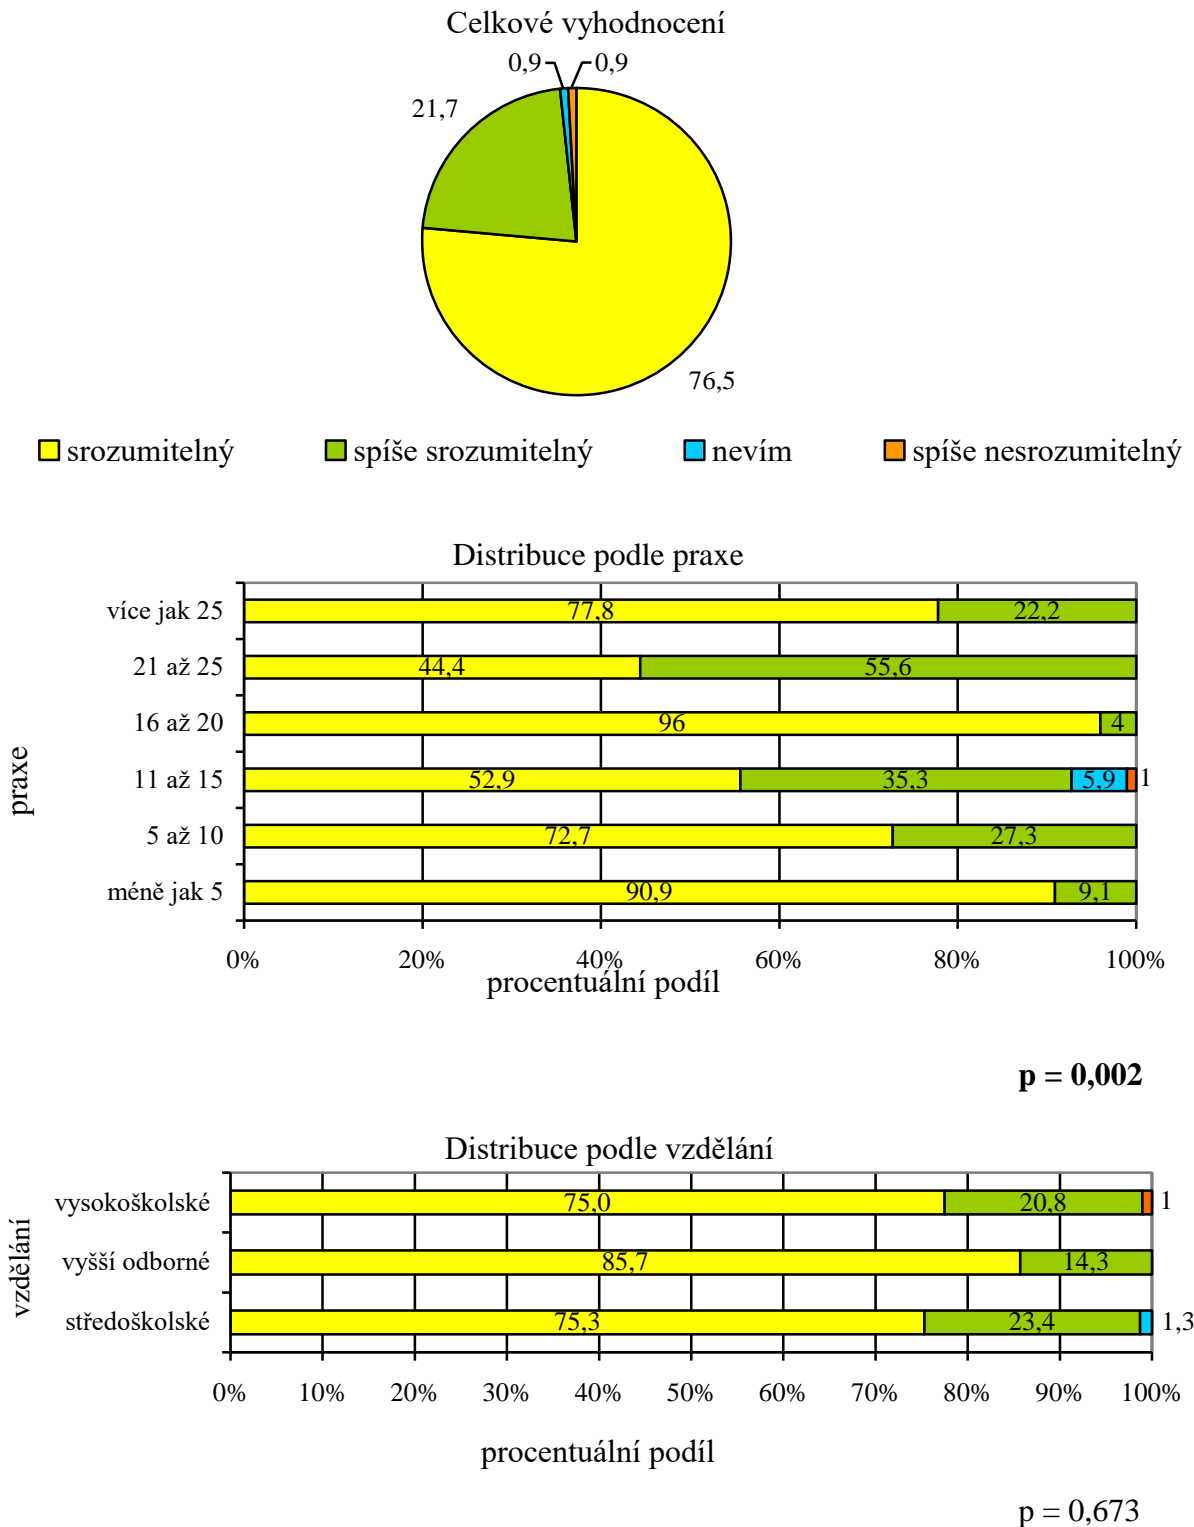 Celkové vyhodnocení
0,9 0,9
21,7
76,5
srozumitelný spíše srozumitelný nevím spíše nesrozumitelný
Distribuce podle praxe
praxe
více jak 25 77,8 22,2
21 až 25 44,4 55,6
16 až 20 96 4
11 až 15 52,9 35,3 5,9 1
5 až 10 72,7 27,3
méně jak 5 90,9 9,1
0% 20% 40% 60% 80% 100%
procentuální podíl
p = 0,002
Distribuce podle vzdělání
vzdělání
vysokoškolské 75,0 20,8 1
vyšší odborné 85,7 14,3
středoškolské 75,3 23,4 1,3
0% 10% 20% 30% 40% 50% 60% 70% 80% 90% 100%
procentuální podíl
p = 0,673